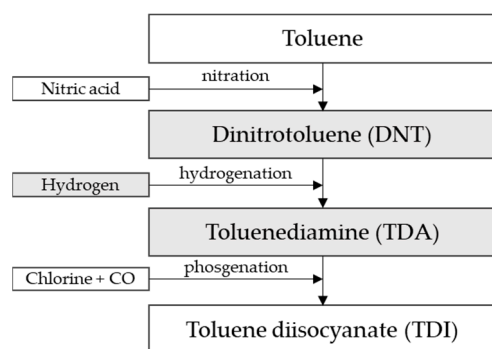 Toluene
nitration
Nitric acid
Dinitrotoluene (DNT)
hydrogenation
Hydrogen
Toluenediamine (TDA)
phosgenation
Chlorine + CO
Toluene diisocyanate (TDI)